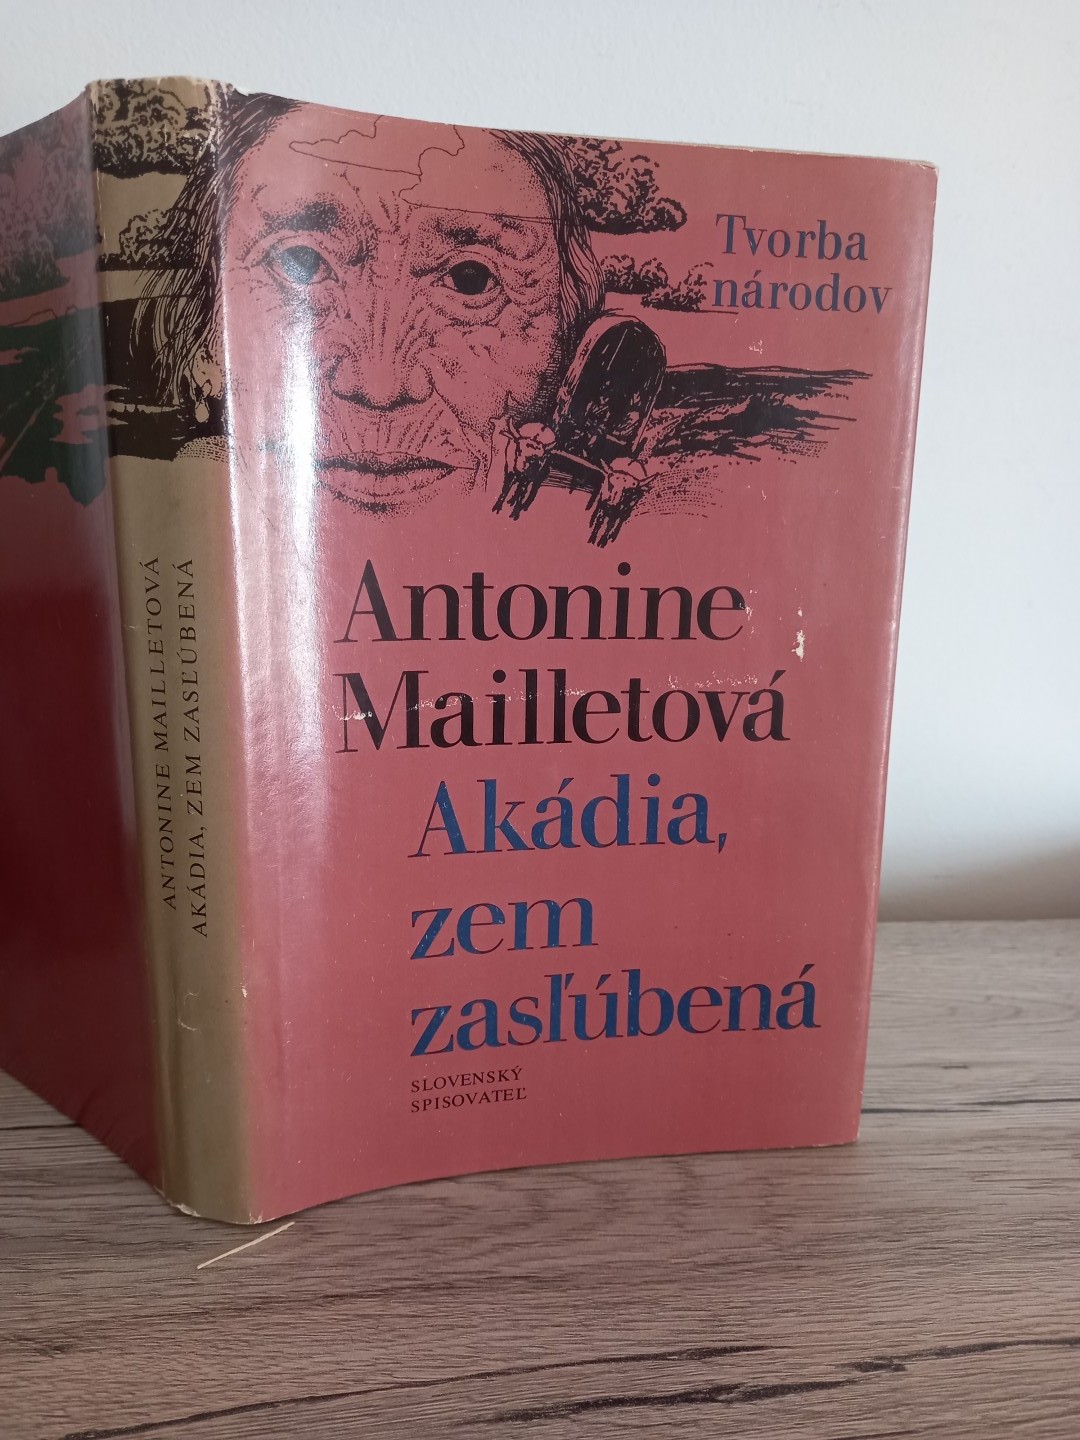 ANTONINE MAILLETOVÁ
AKÁDIA, ZEM ZASĽÚBENÁ
Tvorba
národov
Antonine
Mailletová
Akádia,
zem
zasľúbená
SLOVENSKÝ
SPISOVATEĽ